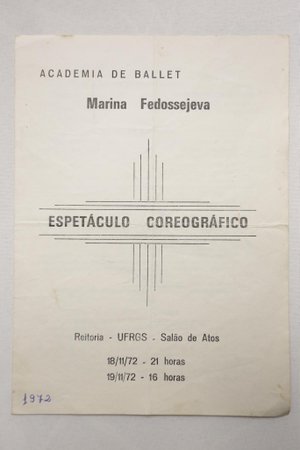 ACADEMIA DE BALLET
Marina Fedossejeva
ESPETÁCULO COREOGRÁFICO
Reitoria - UFRGS - Salão de Atos
18/11/72 - 21 horas
19/11/72 - 16 horas
1972